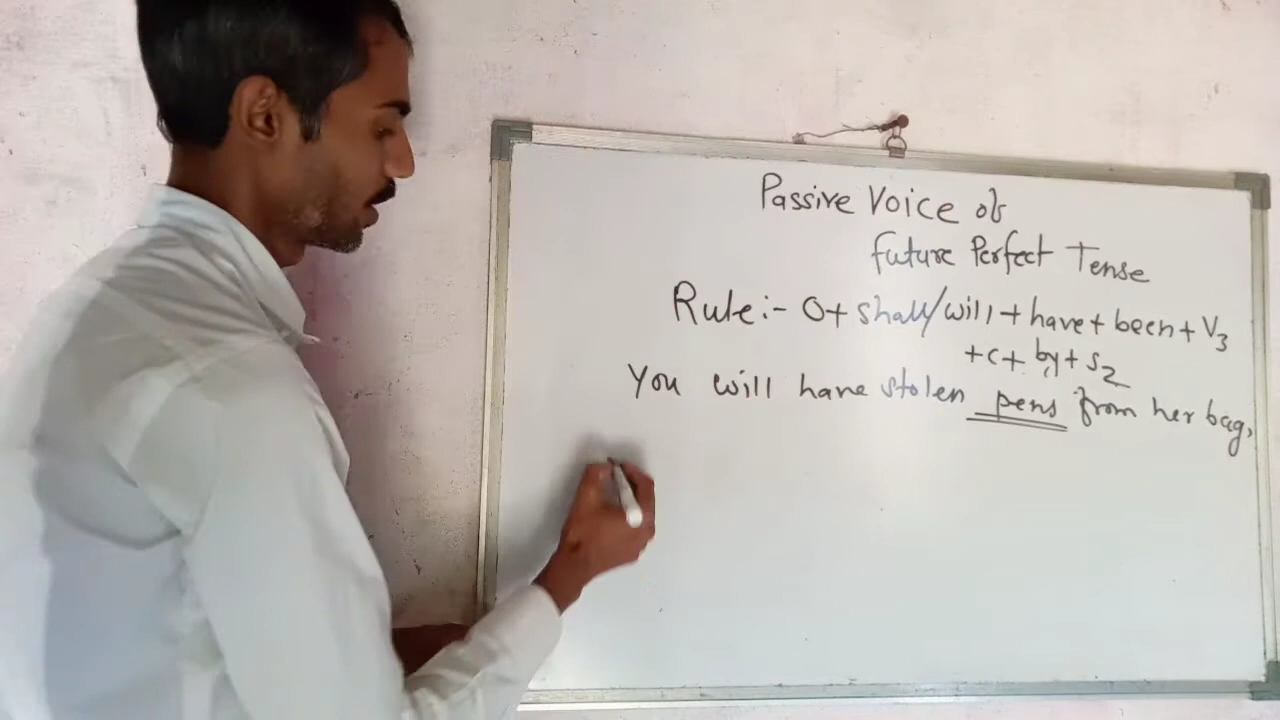 Passive Voice of
Future Perfect Tense
Rule:- O+ shall/will + have + been + V3
+c+ by + s2
You will have stolen pens from her bag,